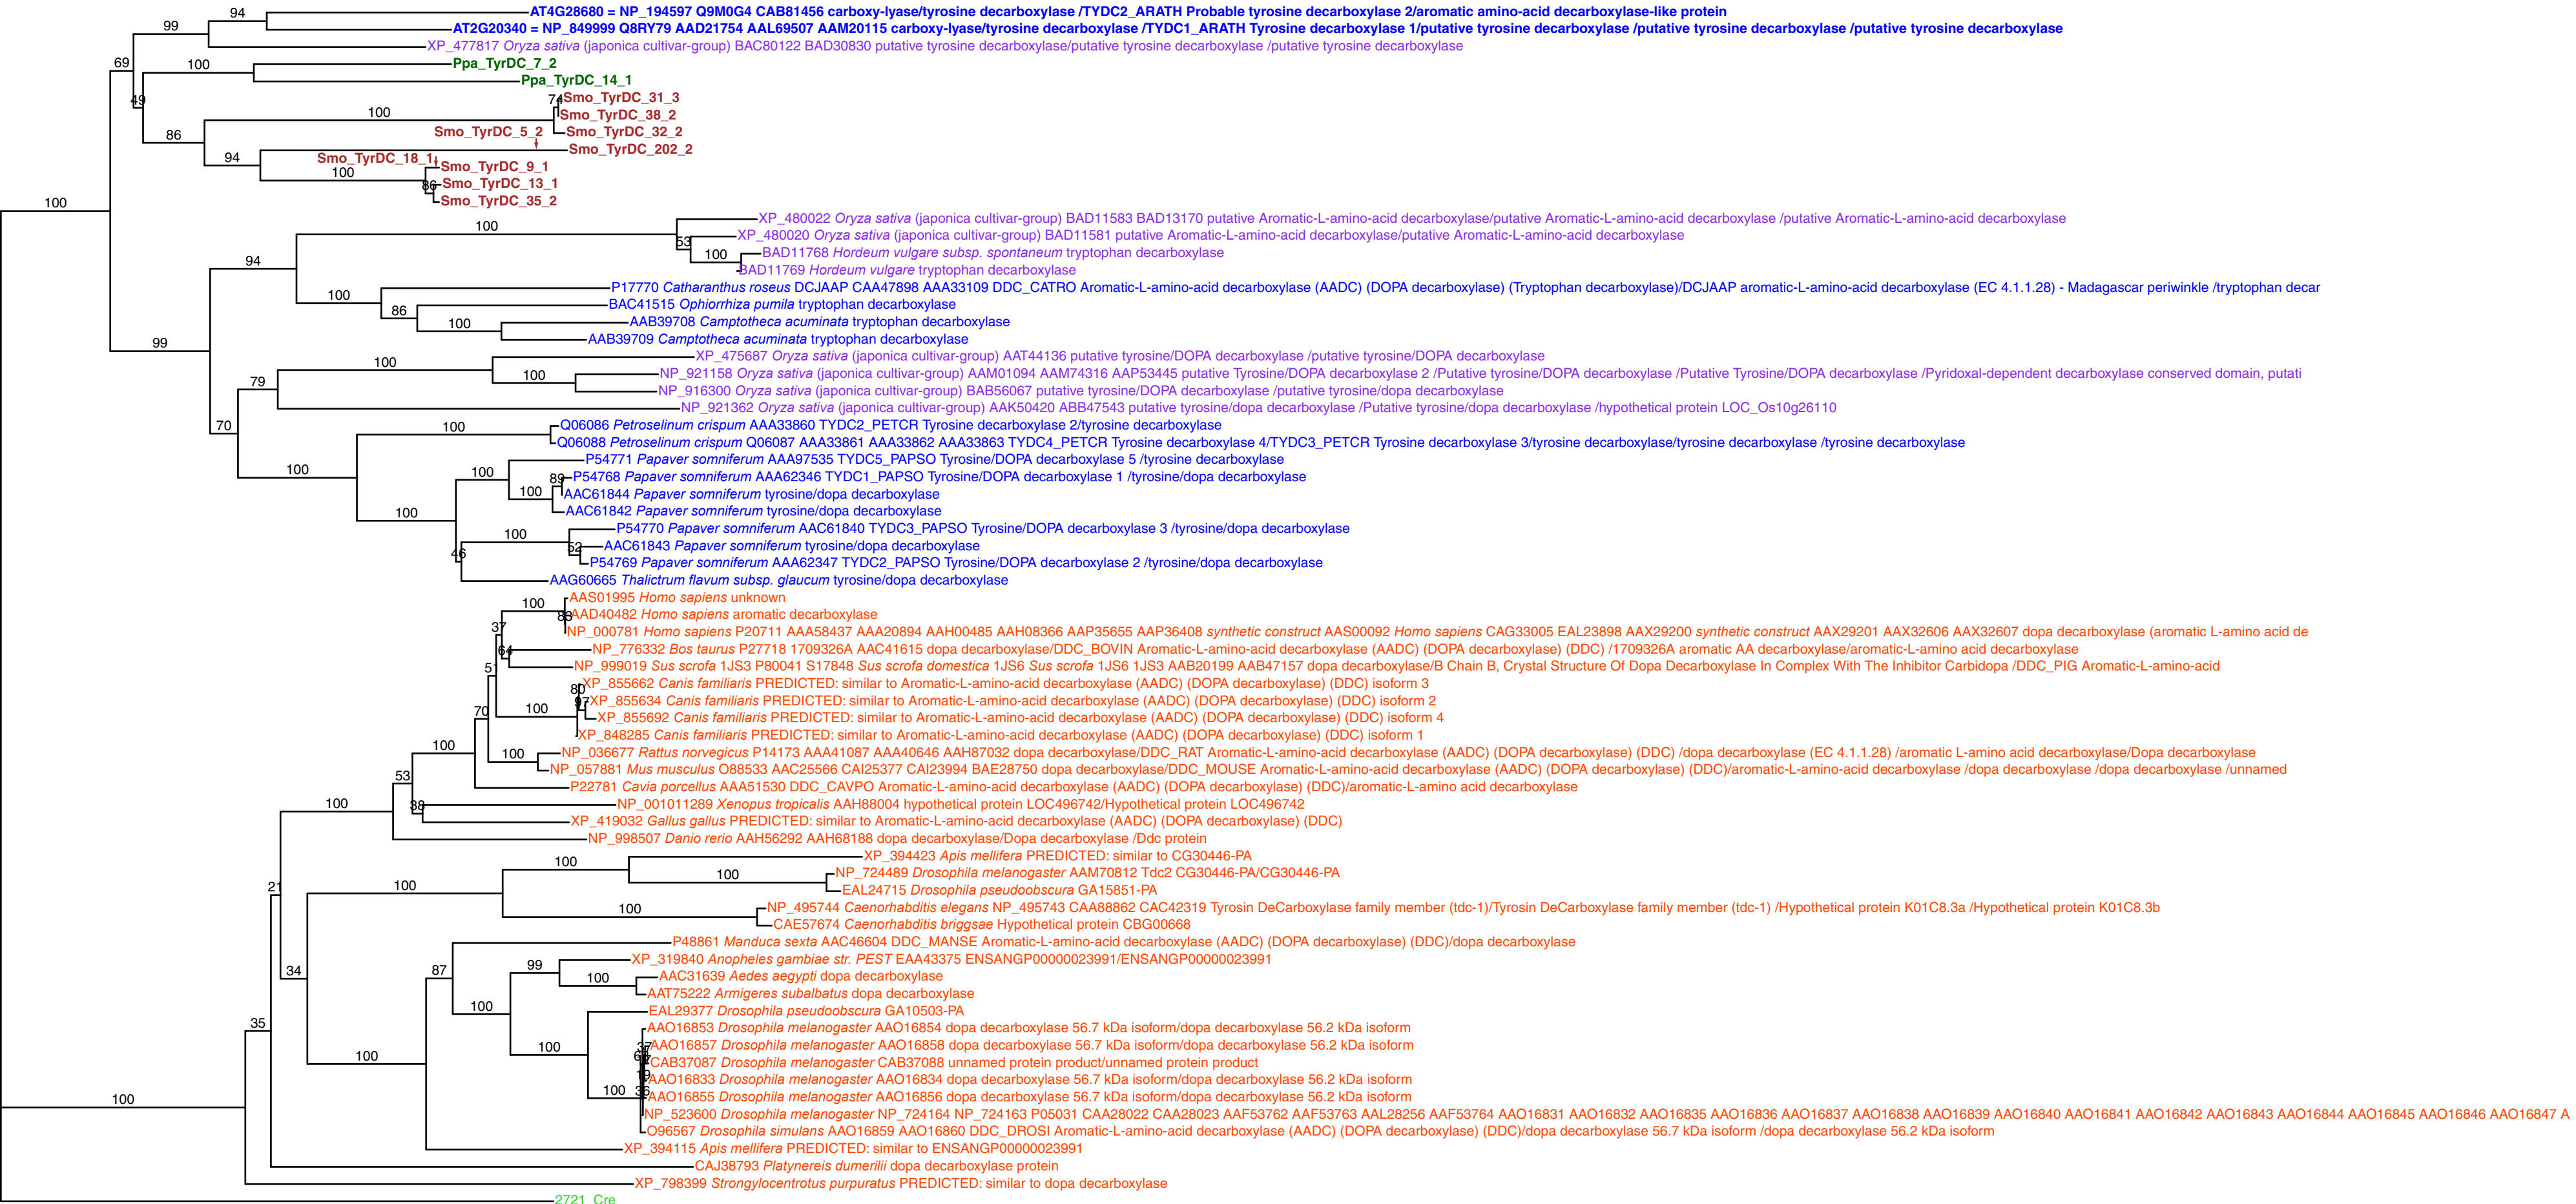 94
AT4G28680 = NP_194597 Q9M0G4 CAB81456 carboxy-lyase/tyrosine decarboxylase /TYDC2_ARATH Probable tyrosine decarboxylase 2/aromatic amino-acid decarboxylase-like protein
99
AT2G20340 = NP_849999 Q8RY79 AAD21754 AAL69507 AAM20115 carboxy-lyase/tyrosine decarboxylase /TYDC1_ARATH Tyrosine decarboxylase 1/putative tyrosine decarboxylase /putative tyrosine decarboxylase /putative tyrosine decarboxylase
XP_477817 Oryza sativa (japonica cultivar-group) BAC80122 BAD30830 putative tyrosine decarboxylase/putative tyrosine decarboxylase /putative tyrosine decarboxylase
69
100
Ppa_TyrDC_7_2
Ppa_TyrDC_14_1
49
74
Smo_TyrDC_31_3
100
Smo_TyrDC_38_2
86
Smo_TyrDC_5_2
Smo_TyrDC_32_2
Smo_TyrDC_202_2
94
Smo_TyrDC_18_1
Smo_TyrDC_9_1
100
86
Smo_TyrDC_13_1
Smo_TyrDC_35_2
100
XP_480022 Oryza sativa (japonica cultivar-group) BAD11583 BAD13170 putative Aromatic-L-amino-acid decarboxylase/putative Aromatic-L-amino-acid decarboxylase /putative Aromatic-L-amino-acid decarboxylase
100
53
XP_480020 Oryza sativa (japonica cultivar-group) BAD11581 putative Aromatic-L-amino-acid decarboxylase/putative Aromatic-L-amino-acid decarboxylase
100
BAD11768 Hordeum vulgare subsp. spontaneum tryptophan decarboxylase
94
BAD11769 Hordeum vulgare tryptophan decarboxylase
100
P17770 Catharanthus roseus DCJAAP CAA47898 AAA33109 DDC_CATRO Aromatic-L-amino-acid decarboxylase (AADC) (DOPA decarboxylase) (Tryptophan decarboxylase)/DCJAAP aromatic-L-amino-acid decarboxylase (EC 4.1.1.28) - Madagascar periwinkle /tryptophan decar
86
BAC41515 Ophiorrhiza pumila tryptophan decarboxylase
100
AAB39708 Camptotheca acuminata tryptophan decarboxylase
99
AAB39709 Camptotheca acuminata tryptophan decarboxylase
100
XP_475687 Oryza sativa (japonica cultivar-group) AAT44136 putative tyrosine/DOPA decarboxylase /putative tyrosine/DOPA decarboxylase
79
100
NP_921158 Oryza sativa (japonica cultivar-group) AAM01094 AAM74316 AAP53445 putative Tyrosine/DOPA decarboxylase 2 /Putative tyrosine/DOPA decarboxylase /Putative Tyrosine/DOPA decarboxylase /Pyridoxal-dependent decarboxylase conserved domain, putati
NP_916300 Oryza sativa (japonica cultivar-group) BAB56067 putative tyrosine/DOPA decarboxylase /putative tyrosine/dopa decarboxylase
NP_921362 Oryza sativa (japonica cultivar-group) AAK50420 ABB47543 putative tyrosine/dopa decarboxylase /Putative tyrosine/dopa decarboxylase /hypothetical protein LOC_Os10g26110
70
100
Q06086 Petroselinum crispum AAA33860 TYDC2_PETCR Tyrosine decarboxylase 2/tyrosine decarboxylase
Q06088 Petroselinum crispum Q06087 AAA33861 AAA33862 AAA33863 TYDC4_PETCR Tyrosine decarboxylase 4/TYDC3_PETCR Tyrosine decarboxylase 3/tyrosine decarboxylase/tyrosine decarboxylase /tyrosine decarboxylase
100
100
P54771 Papaver somniferum AAA97535 TYDC5_PAPSO Tyrosine/DOPA decarboxylase 5 /tyrosine decarboxylase
89
P54768 Papaver somniferum AAA62346 TYDC1_PAPSO Tyrosine/DOPA decarboxylase 1 /tyrosine/dopa decarboxylase
100
AAC61844 Papaver somniferum tyrosine/dopa decarboxylase
100
AAC61842 Papaver somniferum tyrosine/dopa decarboxylase
100
P54770 Papaver somniferum AAC61840 TYDC3_PAPSO Tyrosine/DOPA decarboxylase 3 /tyrosine/dopa decarboxylase
46
52
AAC61843 Papaver somniferum tyrosine/dopa decarboxylase
P54769 Papaver somniferum AAA62347 TYDC2_PAPSO Tyrosine/DOPA decarboxylase 2 /tyrosine/dopa decarboxylase
AAG60665 Thalictrum flavum subsp. glaucum tyrosine/dopa decarboxylase
100
AAS01995 Homo sapiens unknown
AAD40482 Homo sapiens aromatic decarboxylase
37
NP_000781 Homo sapiens P20711 AAA58437 AAA20894 AAH00485 AAH08366 AAP35655 AAP36408 synthetic construct AAS00092 Homo sapiens CAG33005 EAL23898 AAX29200 synthetic construct AAX29201 AAX32606 AAX32607 dopa decarboxylase (aromatic L-amino acid de
64
NP_776332 Bos taurus P27718 1709326A AAC41615 dopa decarboxylase/DDC_BOVIN Aromatic-L-amino-acid decarboxylase (AADC) (DOPA decarboxylase) (DDC) /1709326A aromatic AA decarboxylase/aromatic-L-amino-acid decarboxylase
51
NP_999019 Sus scrofa 1JS3 P80041 S17848 Sus scrofa domestica 1JS6 Sus scrofa 1JS6 1JS3 AAB20199 AAB47157 dopa decarboxylase/B Chain B, Crystal Structure Of Dopa Decarboxylase In Complex With The Inhibitor Carbidopa /DDC_PIG Aromatic-L-amino-acid
80
XP_855662 Canis familiaris PREDICTED: similar to Aromatic-L-amino-acid decarboxylase (AADC) (DOPA decarboxylase) (DDC) isoform 3
XP_855634 Canis familiaris PREDICTED: similar to Aromatic-L-amino-acid decarboxylase (AADC) (DOPA decarboxylase) (DDC) isoform 2
70
100
XP_855692 Canis familiaris PREDICTED: similar to Aromatic-L-amino-acid decarboxylase (AADC) (DOPA decarboxylase) (DDC) isoform 4
XP_848285 Canis familiaris PREDICTED: similar to Aromatic-L-amino-acid decarboxylase (AADC) (DOPA decarboxylase) (DDC) isoform 1
100
100
NP_036677 Rattus norvegicus P14173 AAA41087 AAA40646 AAH87032 dopa decarboxylase/DDC_RAT Aromatic-L-amino-acid decarboxylase (AADC) (DOPA decarboxylase) (DDC) /dopa decarboxylase (EC 4.1.1.28) /aromatic L-amino acid decarboxylase/Dopa decarboxylase
NP_057881 Mus musculus O88533 AAC25566 CAI25377 CAI23994 BAE28750 dopa decarboxylase/DDC_MOUSE Aromatic-L-amino-acid decarboxylase (AADC) (DOPA decarboxylase) (DDC)/aromatic-L-amino-acid decarboxylase /dopa decarboxylase /dopa decarboxylase /unnamed
53
P22781 Cavia porcellus AAA51530 DDC_CAVPO Aromatic-L-amino-acid decarboxylase (AADC) (DOPA decarboxylase) (DDC)/aromatic-L-amino acid decarboxylase
100
38
NP_001011289 Xenopus tropicalis AAH88004 hypothetical protein LOC496742/Hypothetical protein LOC496742
XP_419032 Gallus gallus PREDICTED: similar to Aromatic-L-amino-acid decarboxylase (AADC) (DOPA decarboxylase) (DDC)
NP_998507 Danio rerio AAH56292 AAH68188 dopa decarboxylase/Dopa decarboxylase /Ddc protein
100
XP_394423 Apis mellifera PREDICTED: similar to CG30446-PA
100
NP_724489 Drosophila melanogaster AAM70812 Tdc2 CG30446-PA/CG30446-PA
21
100
EAL24715 Drosophila pseudoobscura GA15851-PA
100
NP_495744 Caenorhabditis elegans NP_495743 CAA88862 CAC42319 Tyrosin DeCarboxylase family member (tdc-1)/Tyrosin DeCarboxylase family member (tdc-1) /Hypothetical protein K01C8.3a /Hypothetical protein K01C8.3b
CAE57674 Caenorhabditis briggsae Hypothetical protein CBG00668
P48861 Manduca sexta AAC46604 DDC_MANSE Aromatic-L-amino-acid decarboxylase (AADC) (DOPA decarboxylase) (DDC)/dopa decarboxylase
34
87
99
XP_319840 Anopheles gambiae str. PEST EAA43375 ENSANGP00000023991/ENSANGP00000023991
100
AAC31639 Aedes aegypti dopa decarboxylase
AAT75222 Armigeres subalbatus dopa decarboxylase
100
EAL29377 Drosophila pseudoobscura GA10503-PA
35
AAO16853 Drosophila melanogaster AAO16854 dopa decarboxylase 56.7 kDa isoform/dopa decarboxylase 56.2 kDa isoform
100
AAO16857 Drosophila melanogaster AAO16858 dopa decarboxylase 56.7 kDa isoform/dopa decarboxylase 56.2 kDa isoform
100
CAB37087 Drosophila melanogaster CAB37088 unnamed protein product/unnamed protein product
AAO16833 Drosophila melanogaster AAO16834 dopa decarboxylase 56.7 kDa isoform/dopa decarboxylase 56.2 kDa isoform
100
AAO16855 Drosophila melanogaster AAO16856 dopa decarboxylase 56.7 kDa isoform/dopa decarboxylase 56.2 kDa isoform
100
NP_523600 Drosophila melanogaster NP_724164 NP_724163 P05031 CAA28022 CAA28023 AAF53762 AAF53763 AAL28256 AAF53764 AAO16831 AAO16832 AAO16835 AAO16836 AAO16837 AAO16838 AAO16839 AAO16840 AAO16841 AAO16842 AAO16843 AAO16844 AAO16845 AAO16846 AAO16847 A
O96567 Drosophila simulans AAO16859 AAO16860 DDC_DROSI Aromatic-L-amino-acid decarboxylase (AADC) (DOPA decarboxylase) (DDC)/dopa decarboxylase 56.7 kDa isoform /dopa decarboxylase 56.2 kDa isoform
XP_394115 Apis mellifera PREDICTED: similar to ENSANGP00000023991
CAJ38793 Platynereis dumerilii dopa decarboxylase protein
XP_798399 Strongylocentrotus purpuratus PREDICTED: similar to dopa decarboxylase
2721_Cre